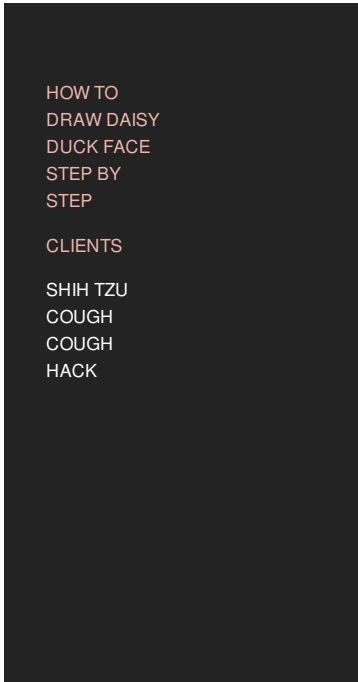 HOW TO
DRAW DAISY
DUCK FACE
STEP BY
STEP
CLIENTS
SHIH TZU
COUGH
COUGH
HACK